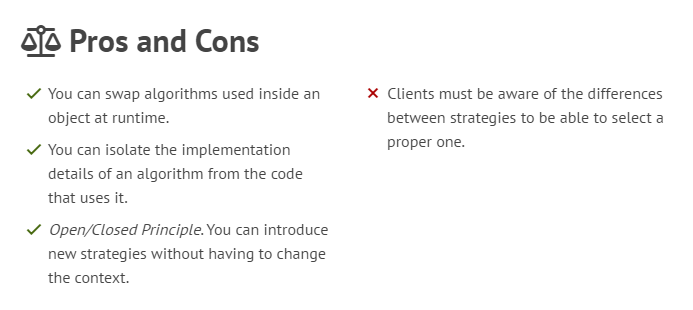 Pros and Cons
You can swap algorithms used inside an
object at runtime.
You can isolate the implementation
details of an algorithm from the code
that uses it.
Open/Closed Principle. You can introduce
new strategies without having to change
the context.
Clients must be aware of the differences
between strategies to be able to select a
proper one.